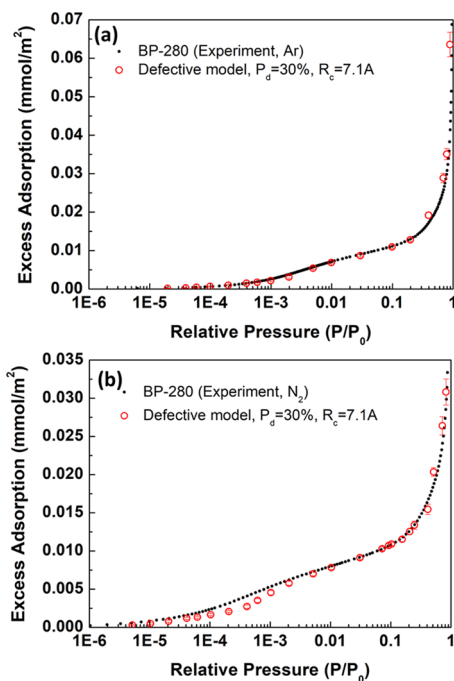 (a)
BP-280 (Experiment, Ar)
Defective model, P_d=30%, R_c=7.1A
Excess Adsorption (mmol/m²)
0.07
0.06
0.05
0.04
0.03
0.02
0.01
0.00
1E-6 1E-5 1E-4 1E-3 0.01 0.1 1
Relative Pressure (P/P₀)
(b)
BP-280 (Experiment, N₂)
Defective model, P_d=30%, R_c=7.1A
Excess Adsorption (mmol/m²)
0.035
0.030
0.025
0.020
0.015
0.010
0.005
0.000
1E-6 1E-5 1E-4 1E-3 0.01 0.1 1
Relative Pressure (P/P₀)